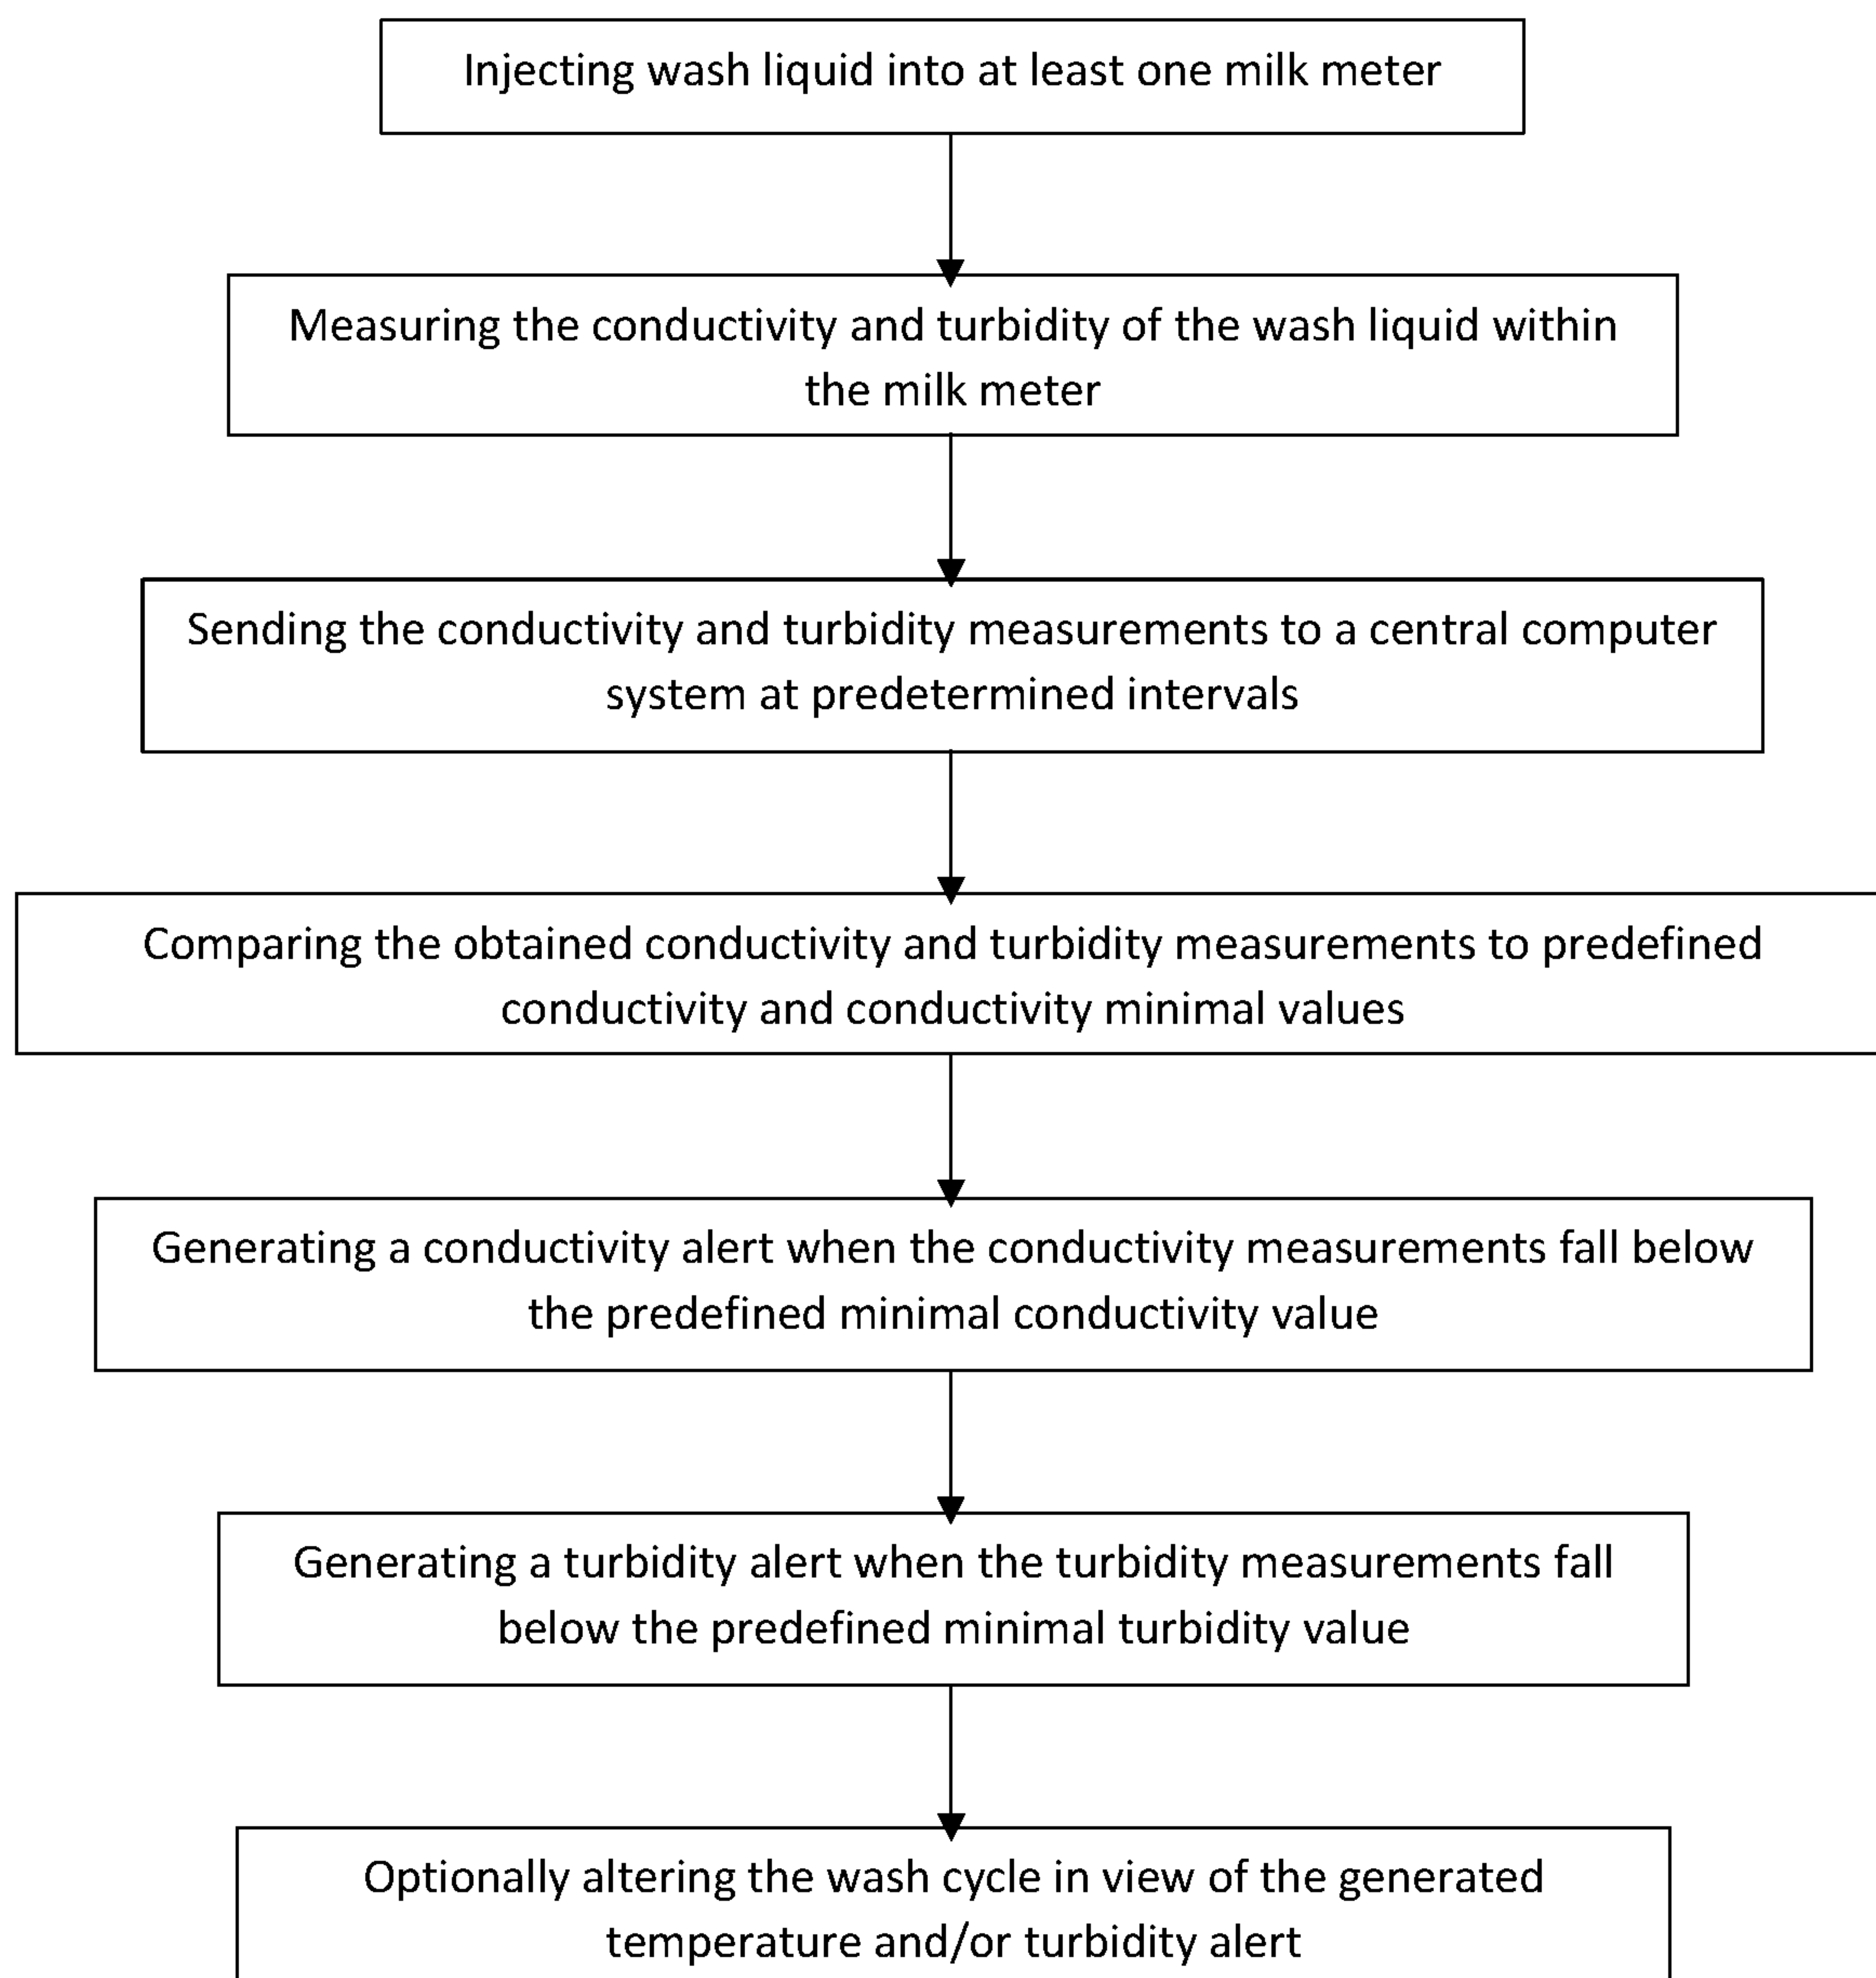 Injecting wash liquid into at least one milk meter
Measuring the conductivity and turbidity of the wash liquid within
the milk meter
Sending the conductivity and turbidity measurements to a central computer
system at predetermined intervals
Comparing the obtained conductivity and turbidity measurements to predefined
conductivity and conductivity minimal values
Generating a conductivity alert when the conductivity measurements fall below
the predefined minimal conductivity value
Generating a turbidity alert when the turbidity measurements fall
below the predefined minimal turbidity value
Optionally altering the wash cycle in view of the generated
temperature and/or turbidity alert